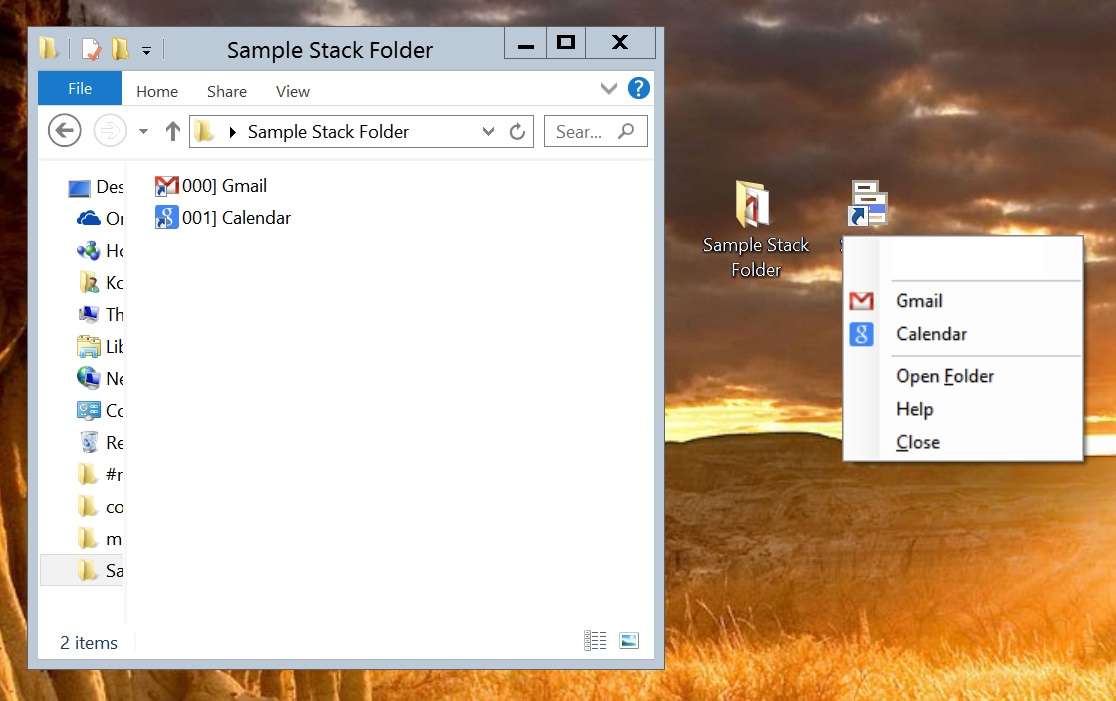 Sample Stack Folder
File
Home
Share
View
?
Sample Stack Folder
Sear...
Des
Or
Ho
Ko
Th
Lib
Ne
Co
Re
#r
co
m
Sa
000] Gmail
001] Calendar
2 items
Sample Stack
Folder
Gmail
Calendar
Open Folder
Help
Close